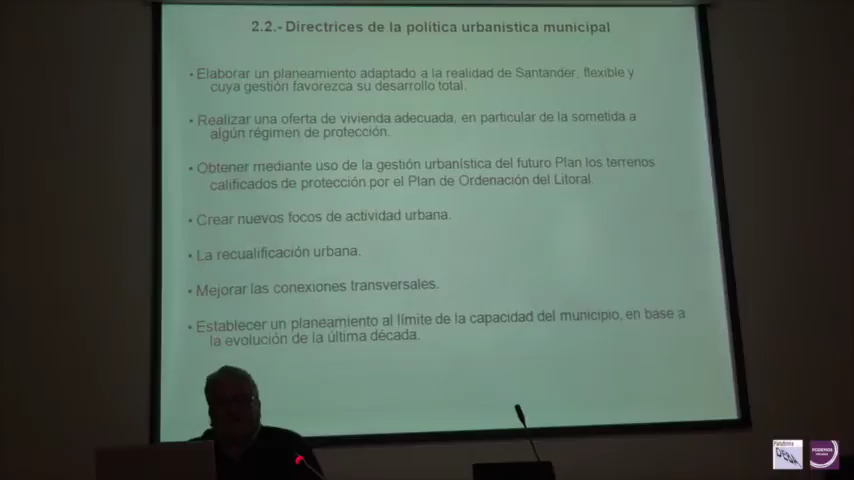 2.2.- Directrices de la política urbanística municipal
• Elaborar un planeamiento adaptado a la realidad de Santander, flexible y
cuya gestión favorezca su desarrollo total.
• Realizar una oferta de vivienda adecuada, en particular de la sometida a
algún régimen de protección.
• Obtener mediante uso de la gestión urbanística del futuro Plan los terrenos
calificados de protección por el Plan de Ordenación del Litoral.
• Crear nuevos focos de actividad urbana.
• La recualificación urbana.
• Mejorar las conexiones transversales.
• Establecer un planeamiento al límite de la capacidad del municipio, en base a
la evolución de la última década.
Plataforma
DEBA
PODEMOS